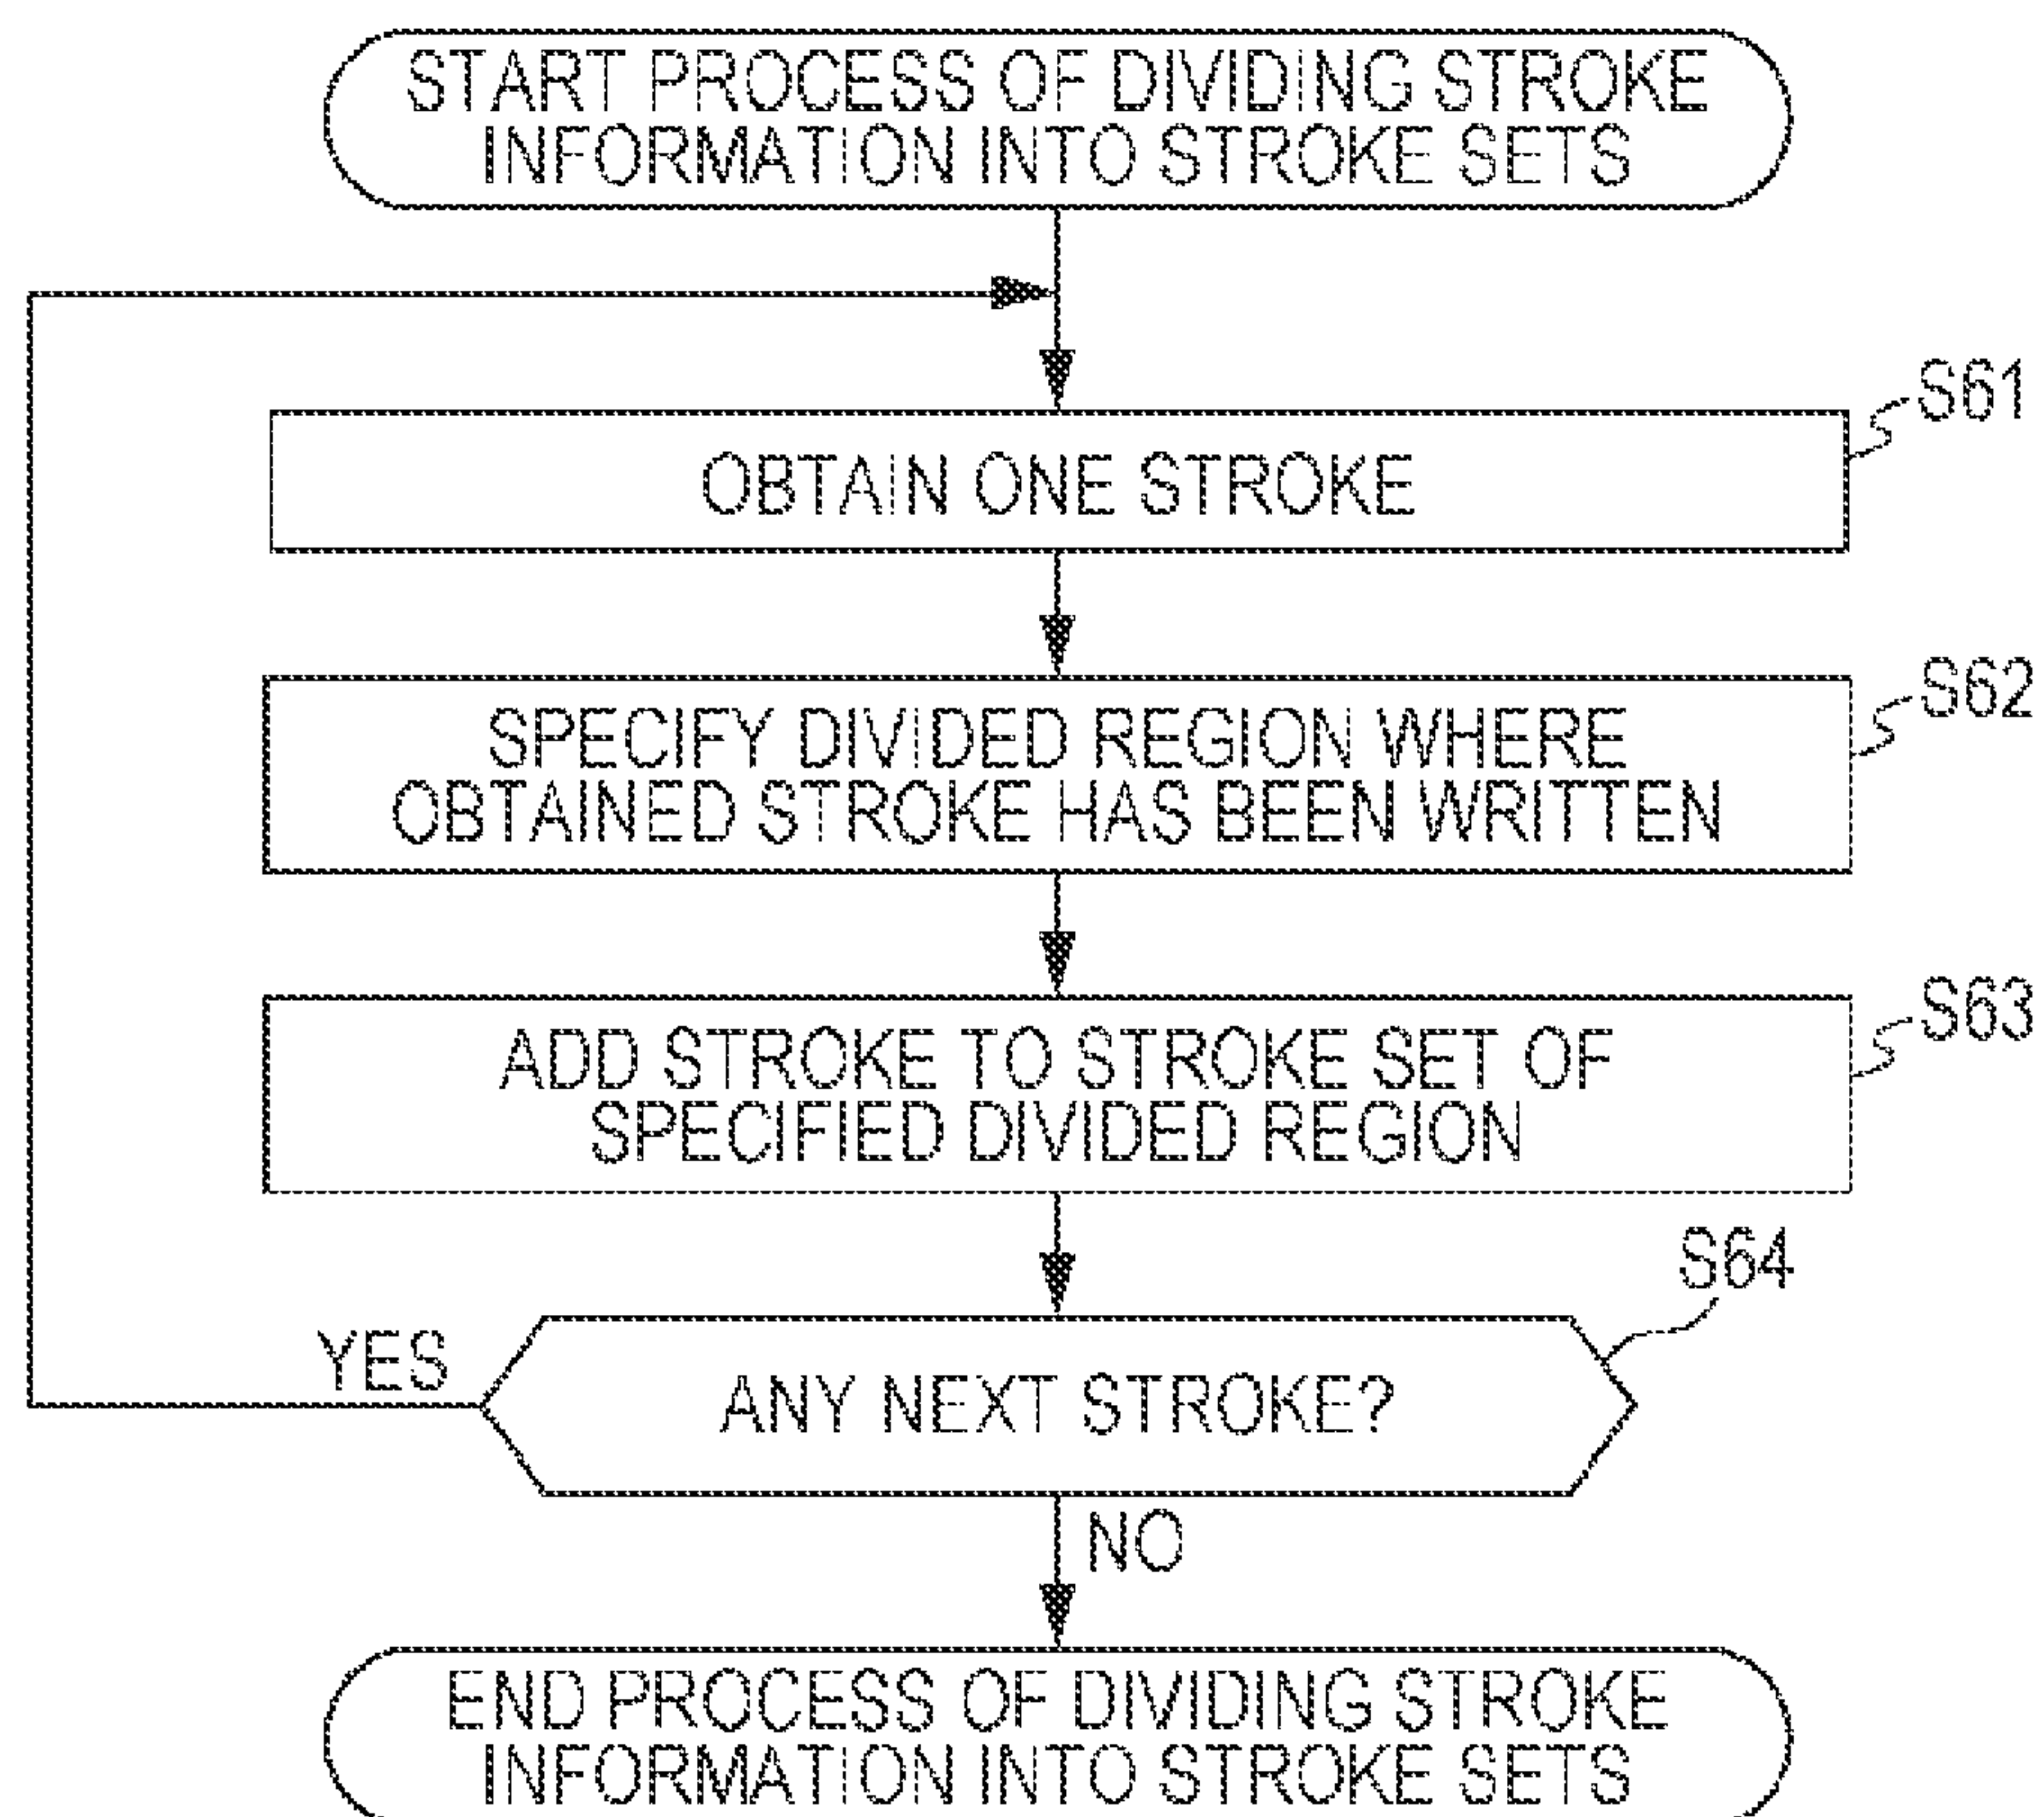 START PROCESS OF DIVIDING STROKE
INFORMATION INTO STROKE SETS
S61
OBTAIN ONE STROKE
S62
SPECIFY DIVIDED REGION WHERE
OBTAINED STROKE HAS BEEN WRITTEN
S63
ADD STROKE TO STROKE SET OF
SPECIFIED DIVIDED REGION
S64
YES
ANY NEXT STROKE?
NO
END PROCESS OF DIVIDING STROKE
INFORMATION INTO STROKE SETS